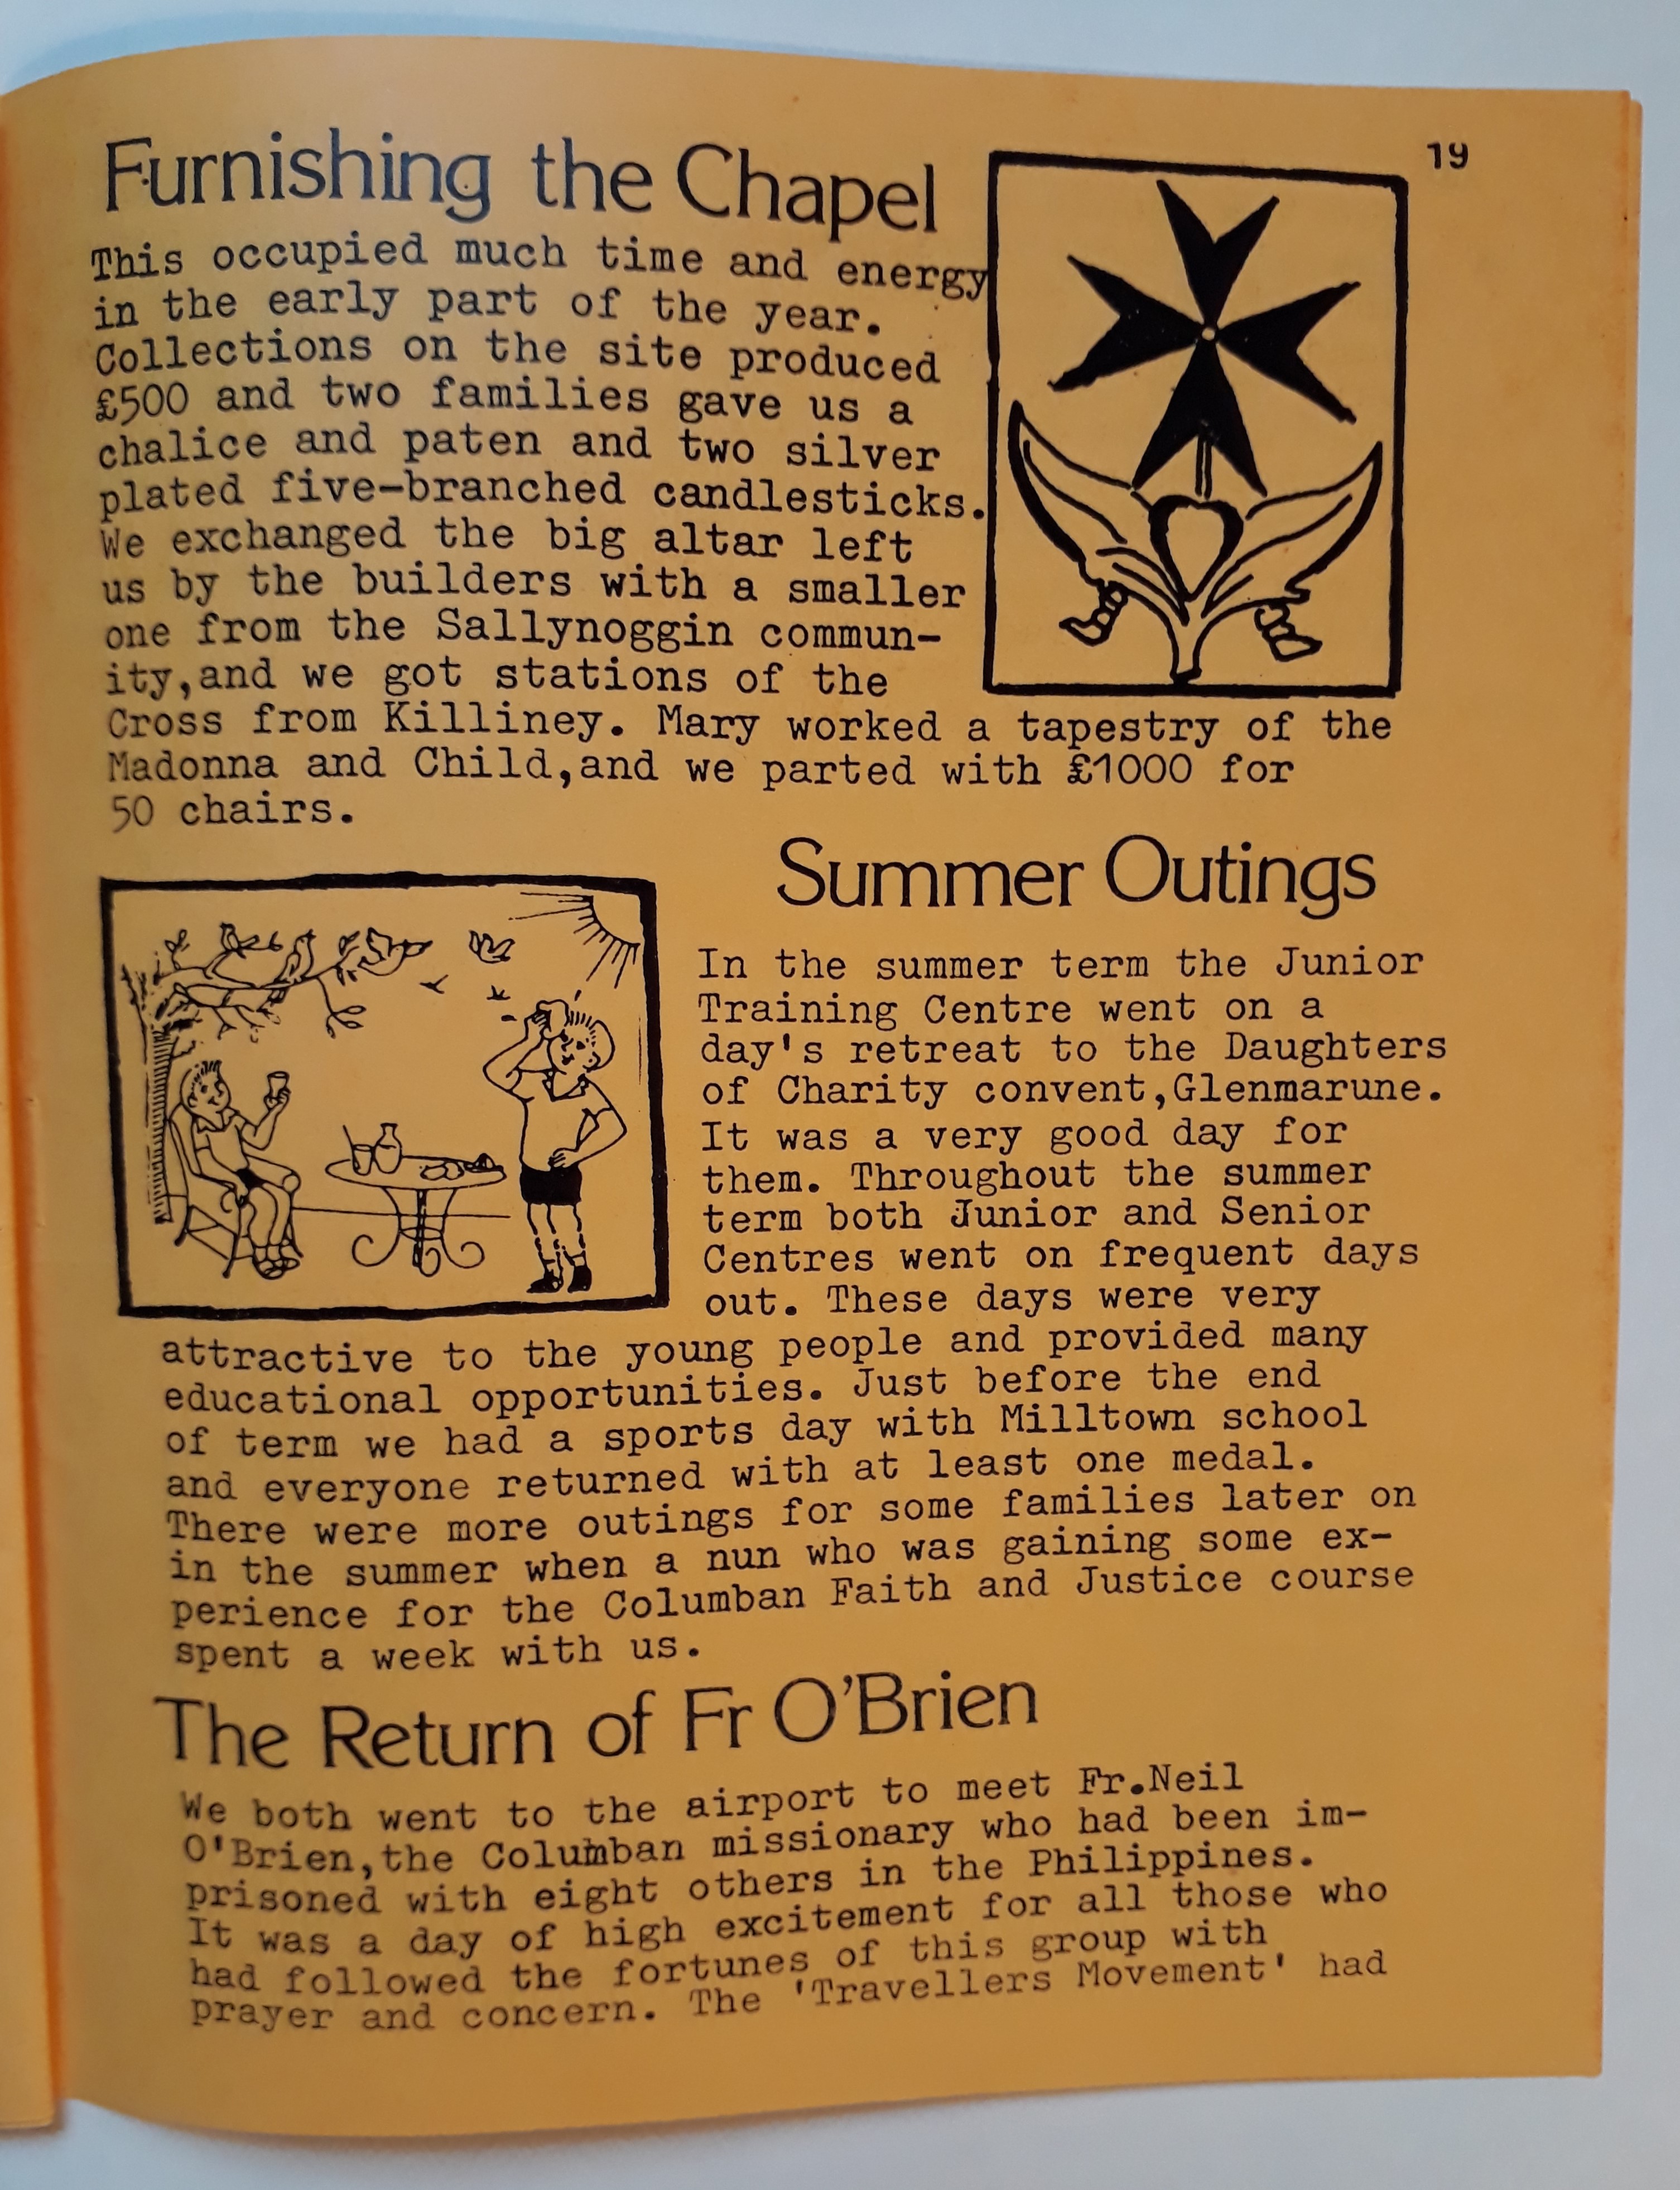 19
Furnishing the Chapel
This occupied much time and energy
in the early part of the year.
Collections on the site produced
£500 and two families gave us a
chalice and paten and two silver
plated five-branched candlesticks.
We exchanged the big altar left
us by the builders with a smaller
one from the Sallynoggin commun-
ity,and we got stations of the
Cross from Killiney. Mary worked a tapestry of the
Madonna and Child,and we parted with £1000 for
50 chairs.
Summer Outings
In the summer term the Junior
Training Centre went on a
day's retreat to the Daughters
of Charity convent,Glenmarune.
It was a very good day for
them. Throughout the summer
term both Junior and Senior
Centres went on frequent days
out. These days were very
attractive to the young people and provided many
educational opportunities. Just before the end
of term we had a sports day with Milltown school
and everyone returned with at least one medal.
There were more outings for some families later on
in the summer when a nun who was gaining some ex-
perience for the Columban Faith and Justice course
spent a week with us.
The Return of Fr O'Brien
We both went to the airport to meet Fr.Neil
O'Brien,the Columban missionary who had been im-
prisoned with eight others in the Philippines.
It was a day of high excitement for all those who
had followed the fortunes of this group with
prayer and concern. The 'Travellers Movement' had